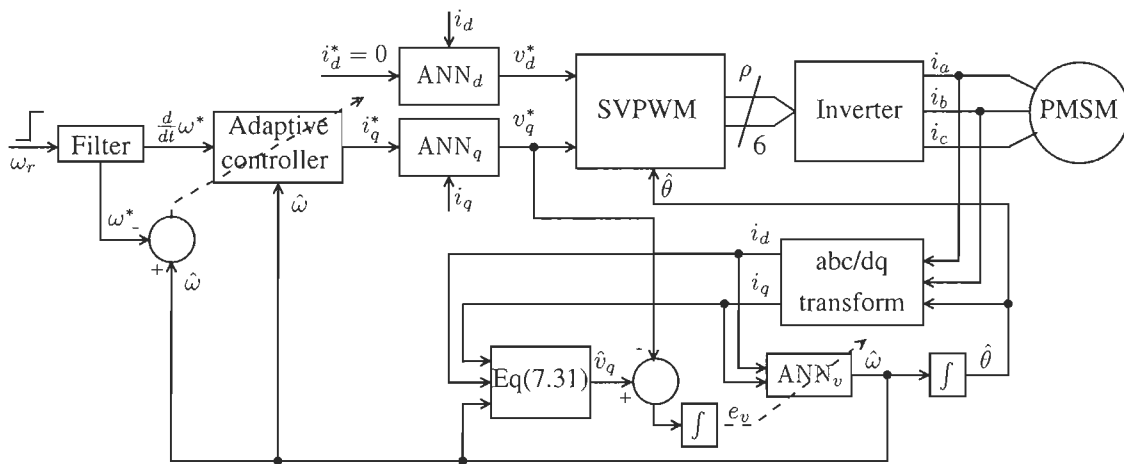 i_d
i_d^* = 0
ANN_d
v_d^*
SVPWM
ρ
6
Inverter
i_a
i_b
i_c
PMSM
ω_r
Filter
d/dt ω^*
Adaptive
controller
i_q^*
ANN_q
v_q^*
i_q
θ̂
ω̂
ω^*
-
+
ω̂
i_d
i_q
abc/dq
transform
Eq(7.31)
v̂_q
-
+
∫
e_v
ANN_v
ω̂
∫
θ̂